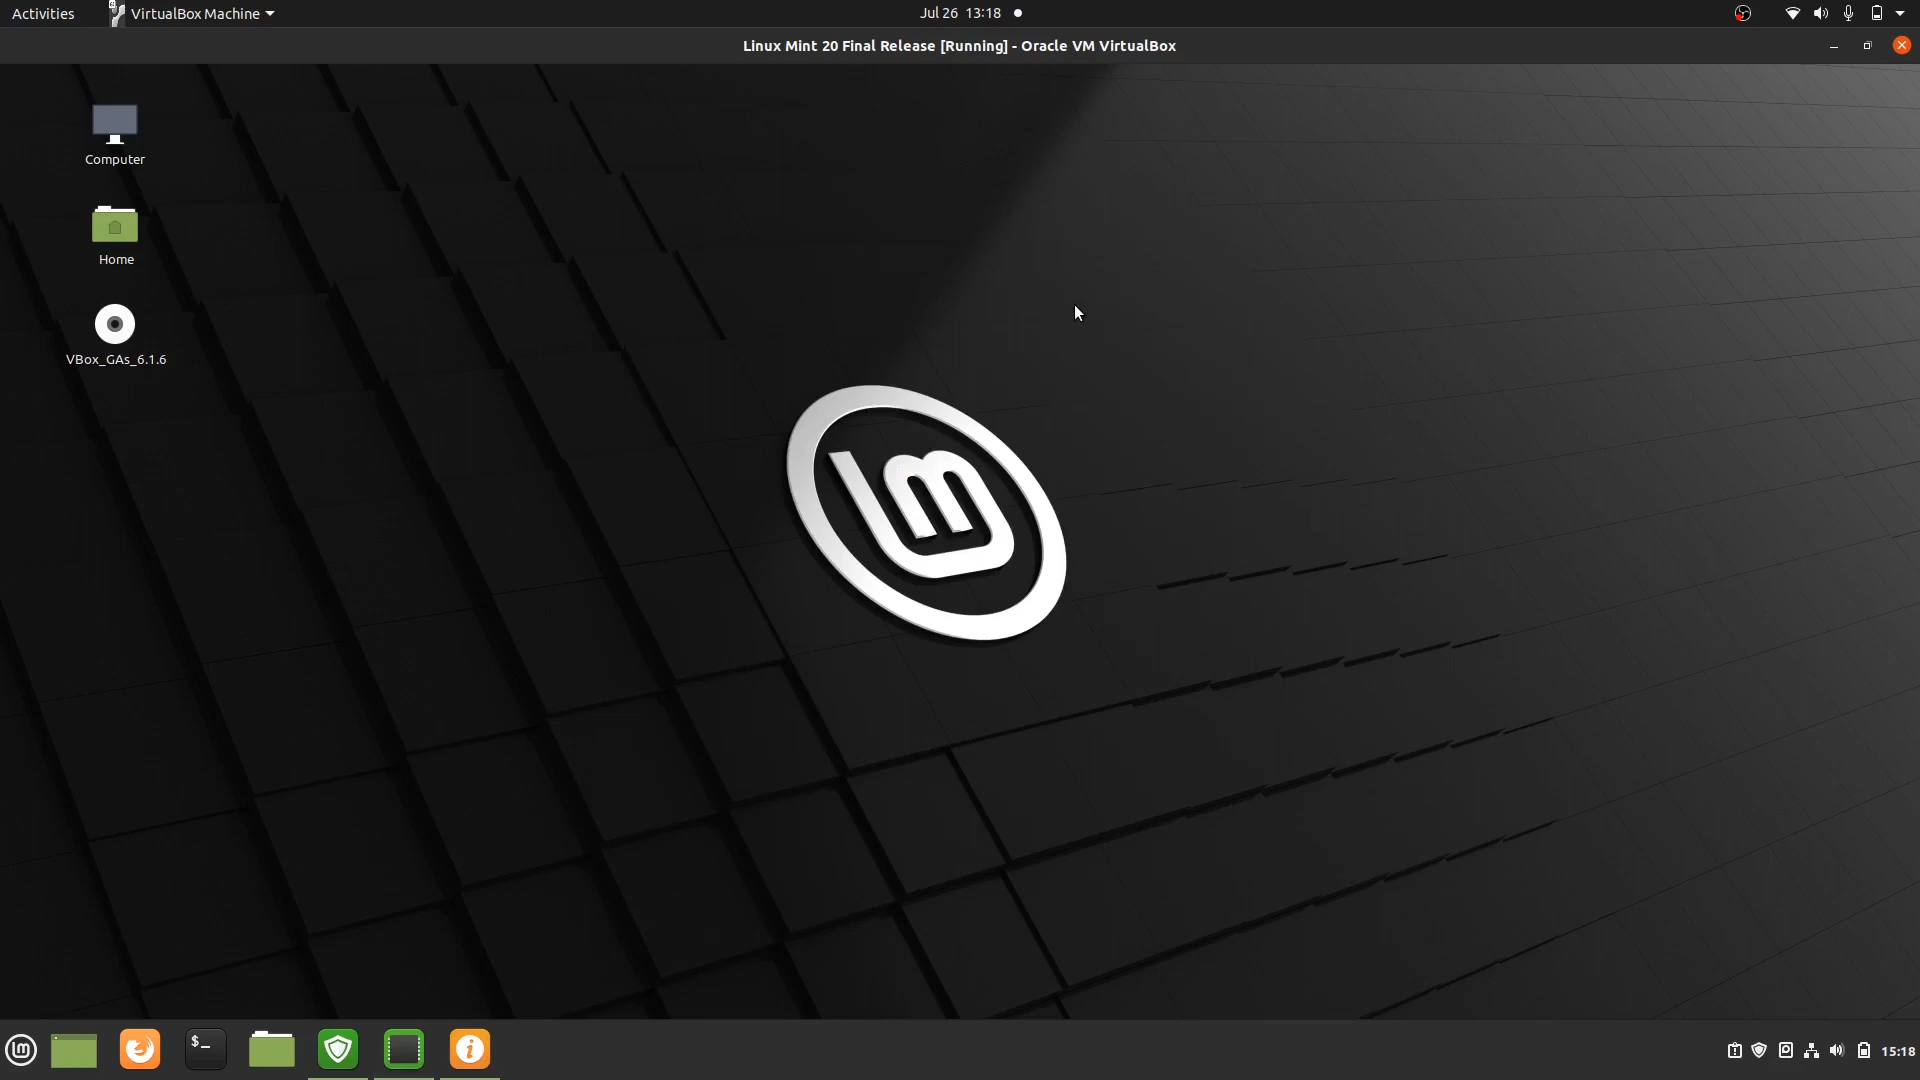 Activities
VirtualBox Machine
Jul 26 13:18
Linux Mint 20 Final Release [Running] - Oracle VM VirtualBox
Computer
Home
VBox_GAs_6.1.6
lm
$_
15:18